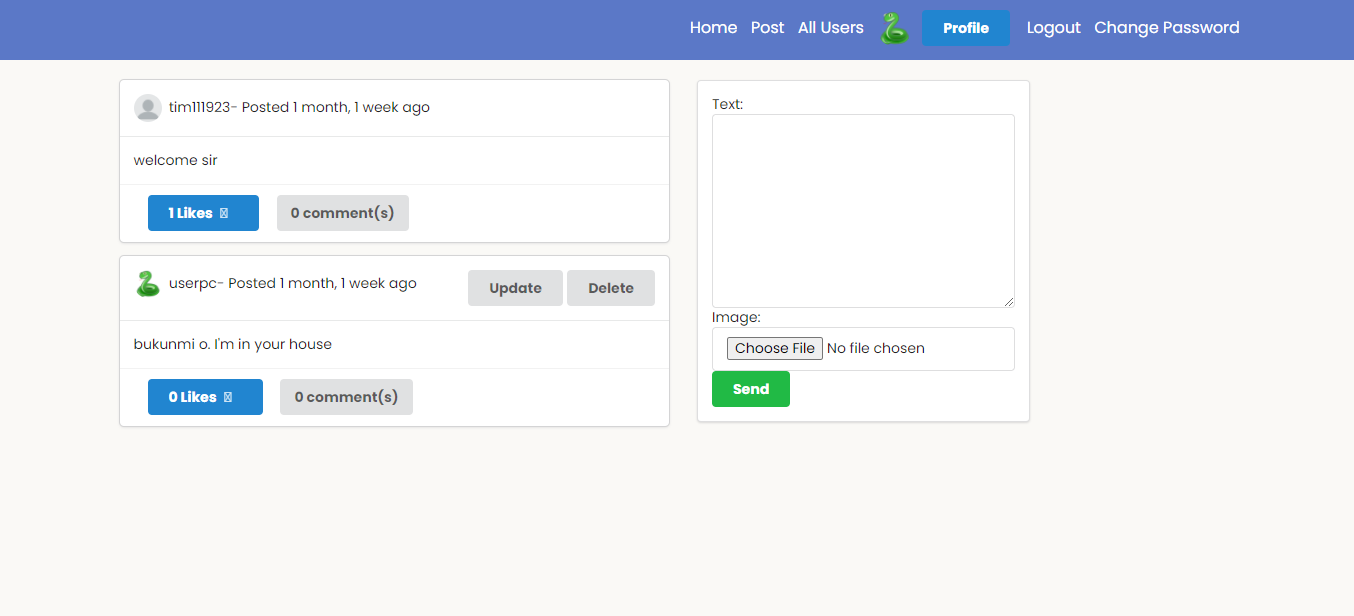 Home Post All Users Profile Logout Change Password
tim111923- Posted 1 month, 1 week ago
welcome sir
1 Likes
0 comment(s)
userpc- Posted 1 month, 1 week ago
Update Delete
bukunmi o. I'm in your house
0 Likes
0 comment(s)
Text:
Image:
Choose File No file chosen
Send